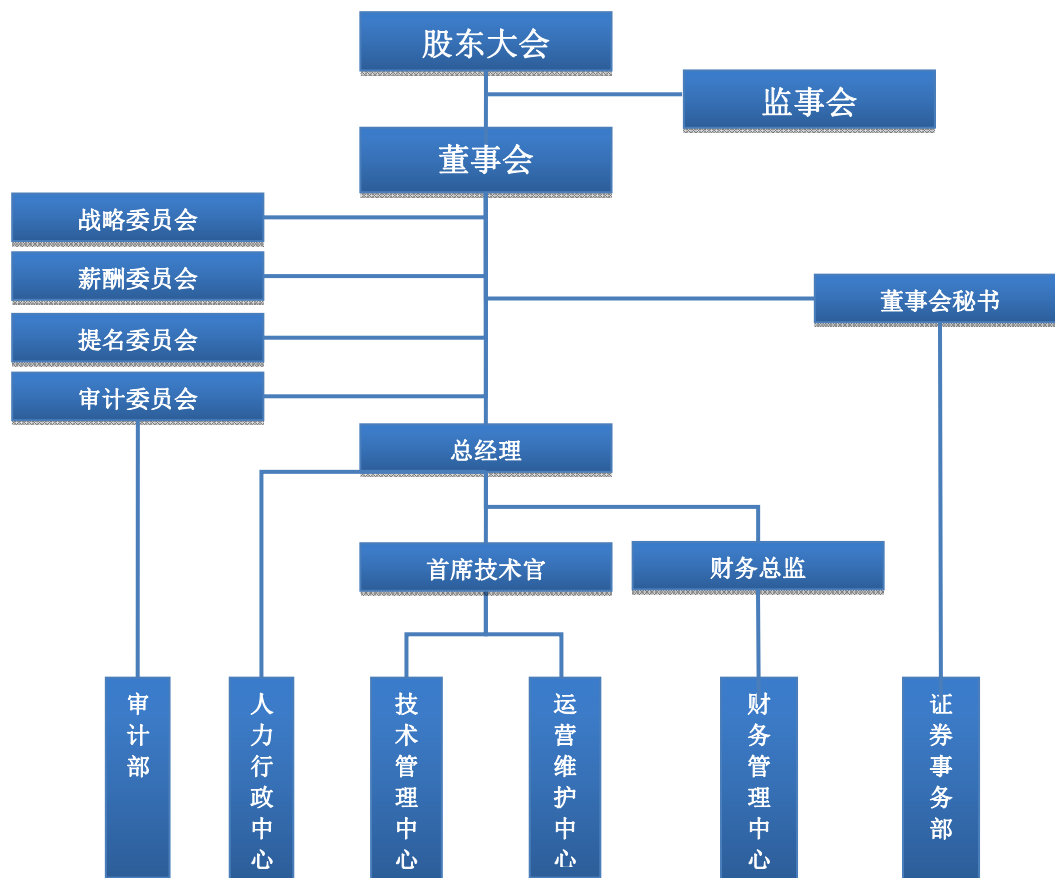 股东大会
监事会
董事会
战略委员会
薪酬委员会
董事会秘书
提名委员会
审计委员会
总经理
首席技术官
财务总监
审计部
人力行政中心
技术管理中心
运营维护中心
财务管理中心
证券事务部